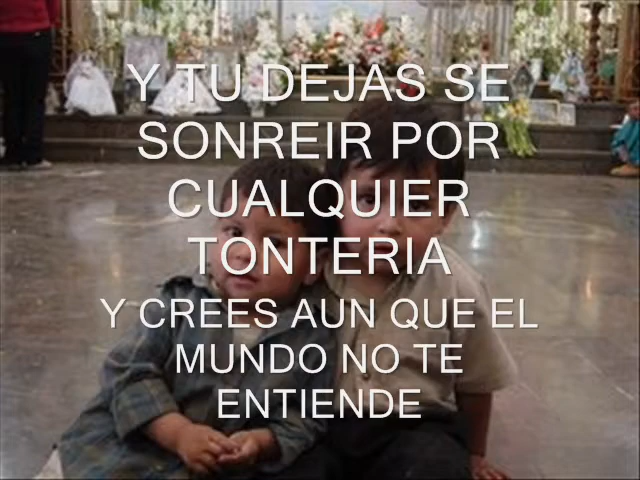 Y TU DEJAS SE
SONREIR POR
CUALQUIER
TONTERIA
Y CREES AUN QUE EL
MUNDO NO TE
ENTIENDE